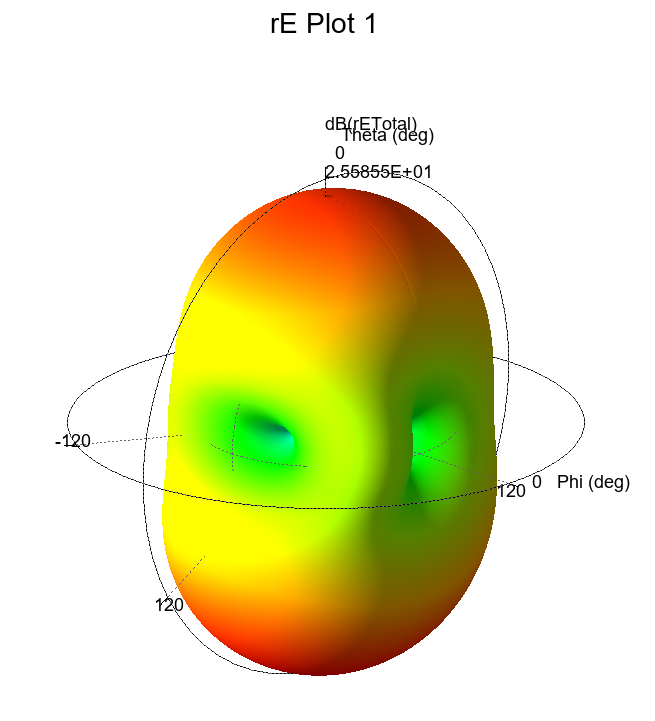 rE Plot 1
dB(rETotal)
Theta (deg)
0
2.55855E+01
-120
120
0
Phi (deg)
120